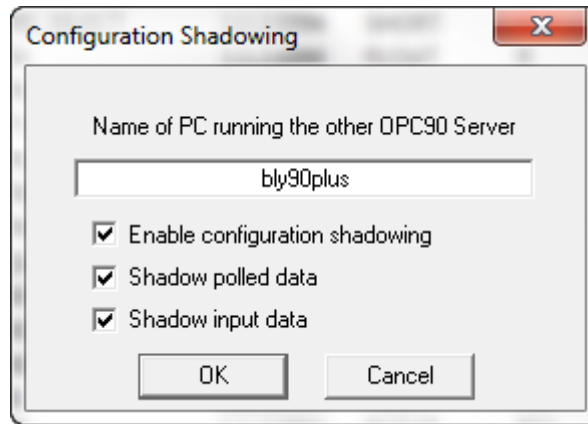 Configuration Shadowing
Name of PC running the other OPC90 Server
bly90plus
Enable configuration shadowing
Shadow polled data
Shadow input data
OK
Cancel